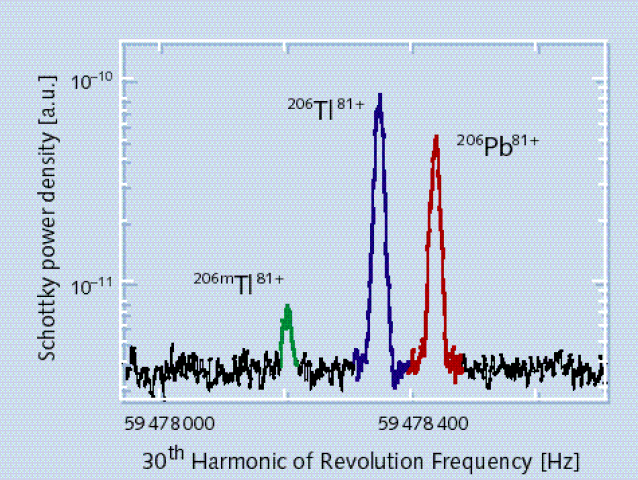 10⁻¹⁰
²⁰⁶Tl⁸¹⁺
²⁰⁶Pb⁸¹⁺
Schottky power density [a.u.]
10⁻¹¹
²⁰⁶ᵐTl⁸¹⁺
59 478 000 59 478 400
30ᵗʰ Harmonic of Revolution Frequency [Hz]